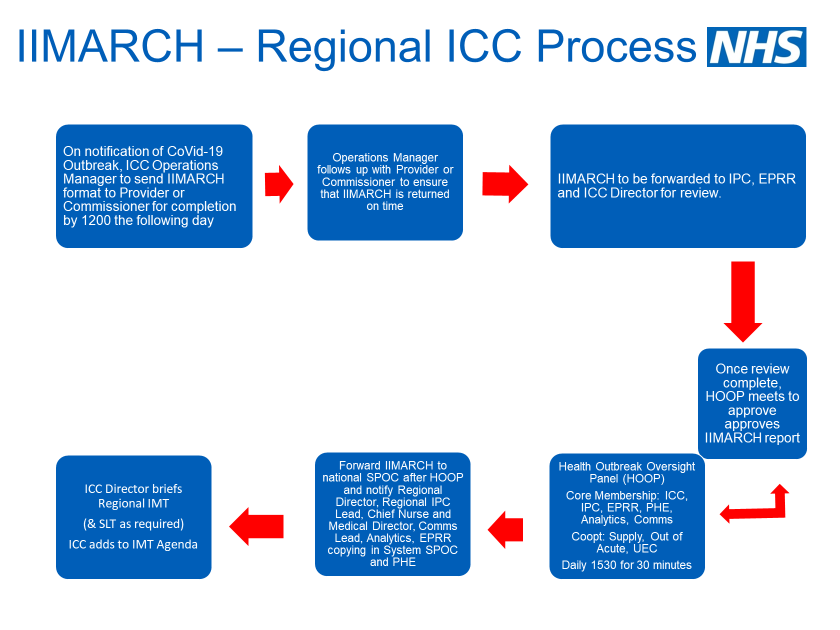 IIMARCH – Regional ICC Process
NHS
On notification of CoVid-19
Outbreak, ICC Operations
Manager to send IIMARCH
format to Provider or
Commissioner for completion
by 1200 the following day
Operations Manager
follows up with Provider or
Commissioner to ensure
that IIMARCH is returned
on time
IIMARCH to be forwarded to IPC, EPRR
and ICC Director for review.
Once review
complete,
HOOP meets to
approve
approves
IIMARCH report
Health Outbreak Oversight
Panel (HOOP)
Core Membership: ICC,
IPC, EPRR, PHE,
Analytics, Comms
Coopt: Supply, Out of
Acute, UEC
Daily 1530 for 30 minutes
Forward IIMARCH to
national SPOC after HOOP
and notify Regional
Director, Regional IPC
Lead, Chief Nurse and
Medical Director, Comms
Lead, Analytics, EPRR
copying in System SPOC
and PHE
ICC Director briefs
Regional IMT
(& SLT as required)
ICC adds to IMT Agenda